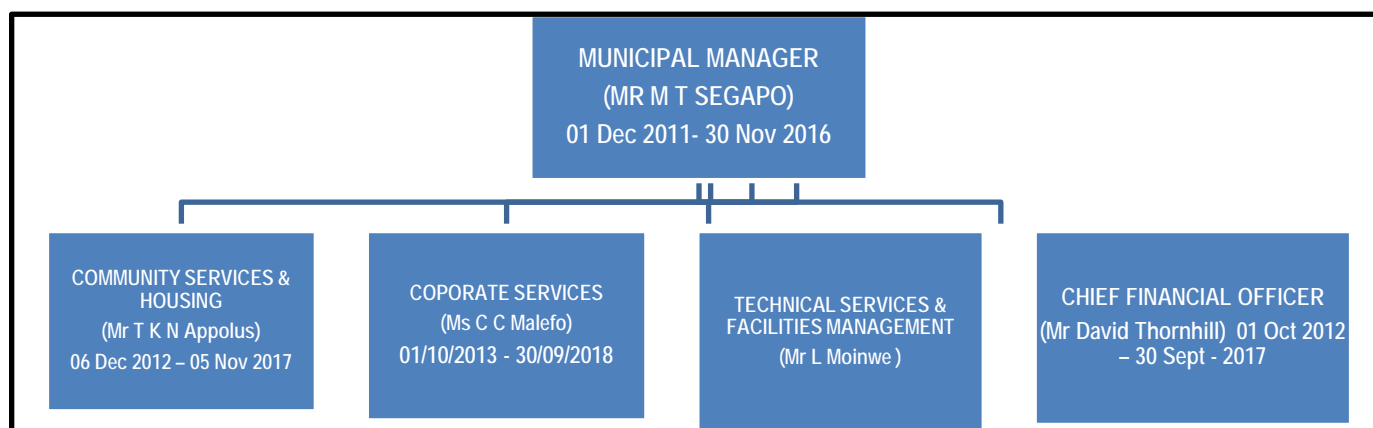 MUNICIPAL MANAGER
(MR M T SEGAPO)
01 Dec 2011- 30 Nov 2016
COMMUNITY SERVICES &
HOUSING
(Mr T K N Appolus)
06 Dec 2012 – 05 Nov 2017
COPORATE SERVICES
(Ms C C Malefo)
01/10/2013 - 30/09/2018
TECHNICAL SERVICES &
FACILITIES MANAGEMENT
(Mr L Moinwe )
CHIEF FINANCIAL OFFICER
(Mr David Thornhill) 01 Oct 2012
– 30 Sept - 2017